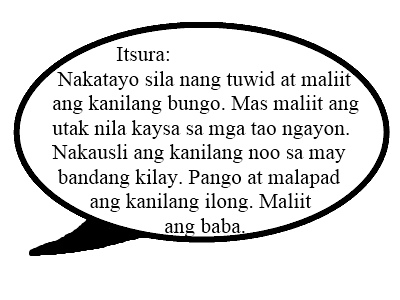 Itsura:
Nakatayo sila nang tuwid at maliit
ang kanilang bungo. Mas maliit ang
utak nila kaysa sa mga tao ngayon.
Nakausli ang kanilang noo sa may
bandang kilay. Pango at malapad
ang kanilang ilong. Maliit
ang baba.